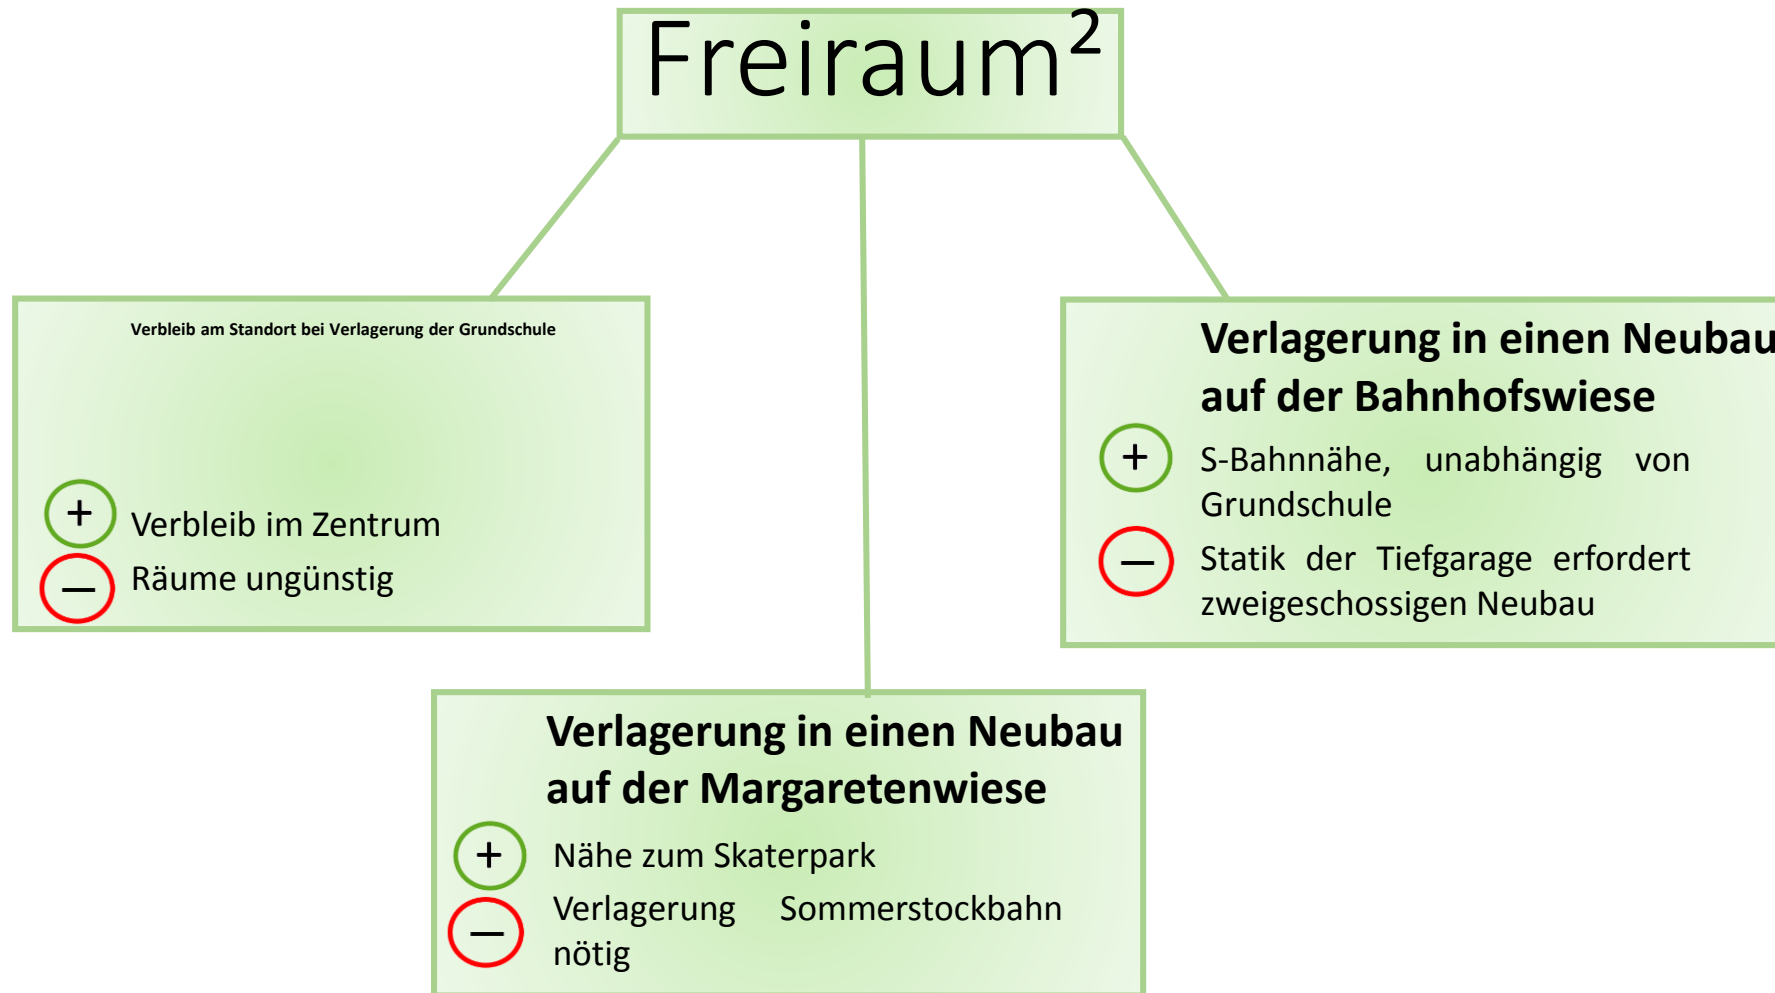 Freiraum²
Verbleib am Standort bei Verlagerung der Grundschule
+ Verbleib im Zentrum
– Räume ungünstig
Verlagerung in einen Neubau
auf der Bahnhofswiese
+ S-Bahnnähe, unabhängig von
Grundschule
– Statik der Tiefgarage erfordert
zweigeschossigen Neubau
Verlagerung in einen Neubau
auf der Margaretenwiese
+ Nähe zum Skaterpark
– Verlagerung Sommerstockbahn
nötig